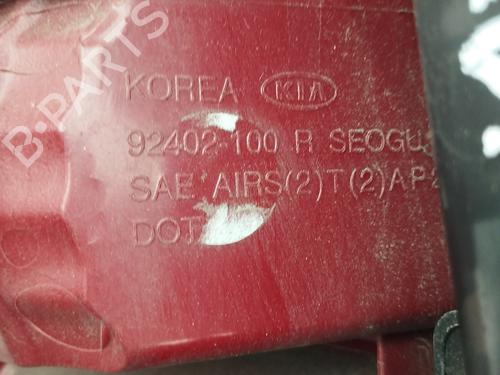 B-PARTS
KOREA KIA
92402-100 R SEOGU
SAE AIRS(2)T(2)AP
DOT